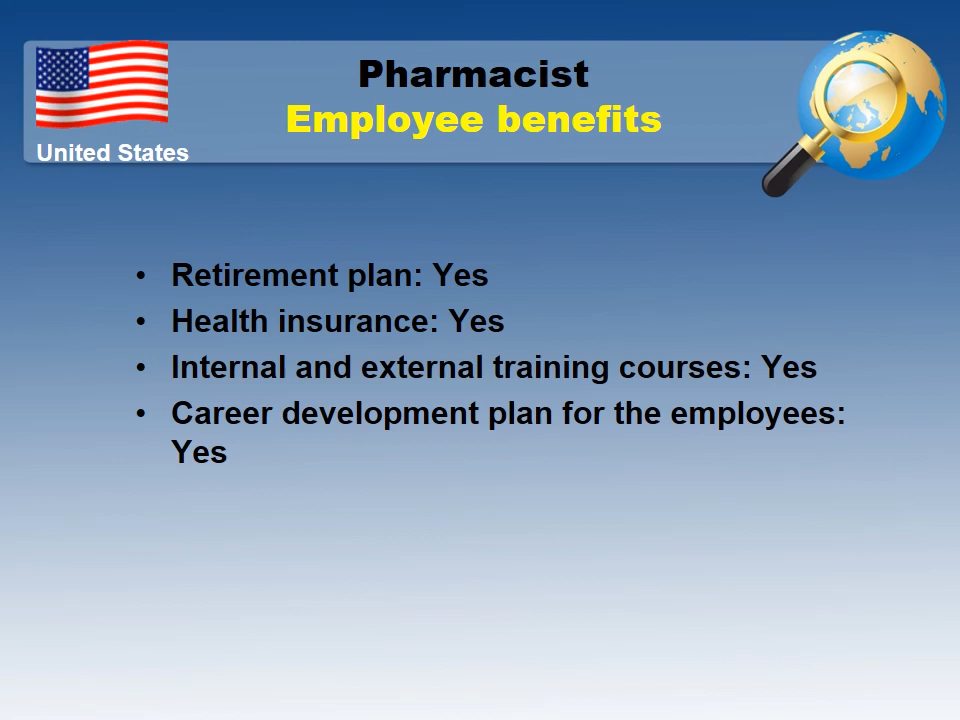 Pharmacist
Employee benefits
United States
• Retirement plan: Yes
• Health insurance: Yes
• Internal and external training courses: Yes
• Career development plan for the employees:
Yes